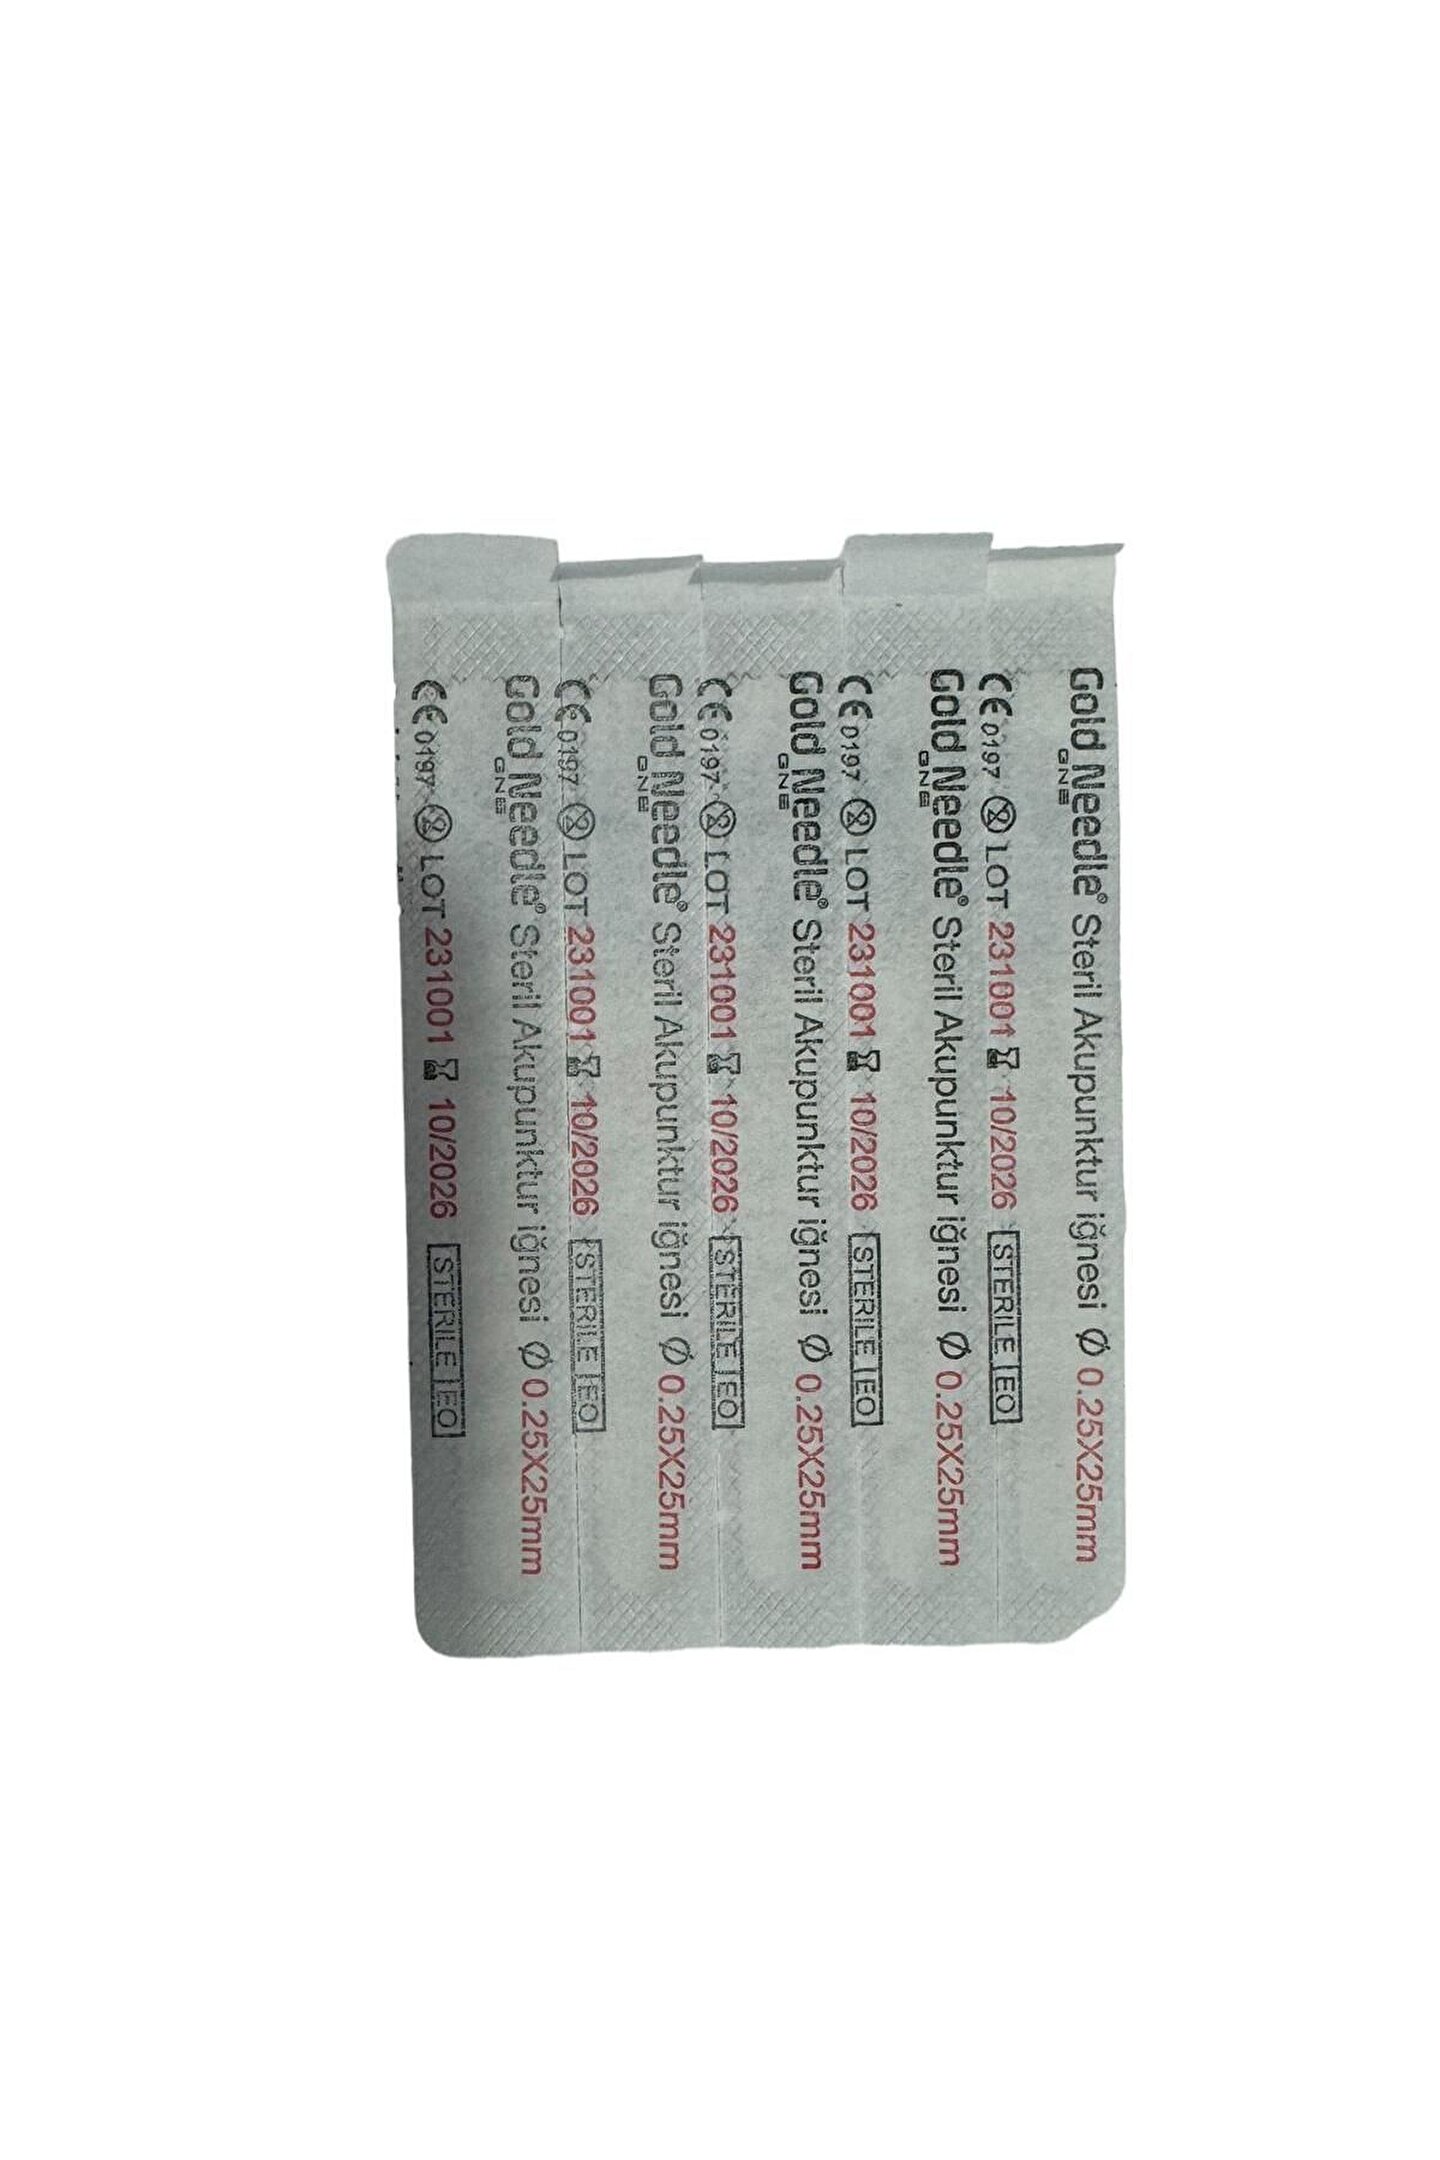 Gold Needle® Steril Akupunktur iğnesi Ø 0.25X25mm
GNE
CE 0197 LOT 231001 10/2026 STERILE EO
Gold Needle® Steril Akupunktur iğnesi Ø 0.25X25mm
GNE
CE 0197 LOT 231001 10/2026 STERILE EO
Gold Needle® Steril Akupunktur iğnesi Ø 0.25X25mm
GNE
CE 0197 LOT 231001 10/2026 STERILE EO
Gold Needle® Steril Akupunktur iğnesi Ø 0.25X25mm
GNE
CE 0197 LOT 231001 10/2026 STERILE EO
Gold Needle® Steril Akupunktur iğnesi Ø 0.25X25mm
GNE
CE 0197 LOT 231001 10/2026 STERILE EO